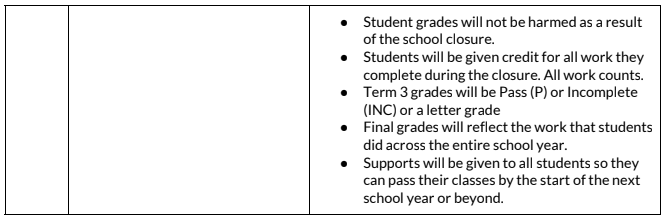 ● Student grades will not be harmed as a result
of the school closure.
● Students will be given credit for all work they
complete during the closure. All work counts.
● Term 3 grades will be Pass (P) or Incomplete
(INC) or a letter grade
● Final grades will reflect the work that students
did across the entire school year.
● Supports will be given to all students so they
can pass their classes by the start of the next
school year or beyond.